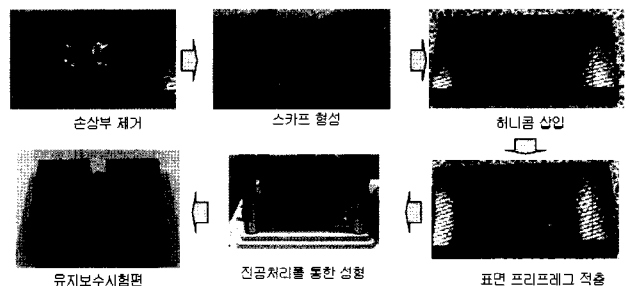 손상부 제거
스카프 형성
허니콤 삽입
표면 프리프레그 적층
진공처리를 통한 성형
유지보수시험편